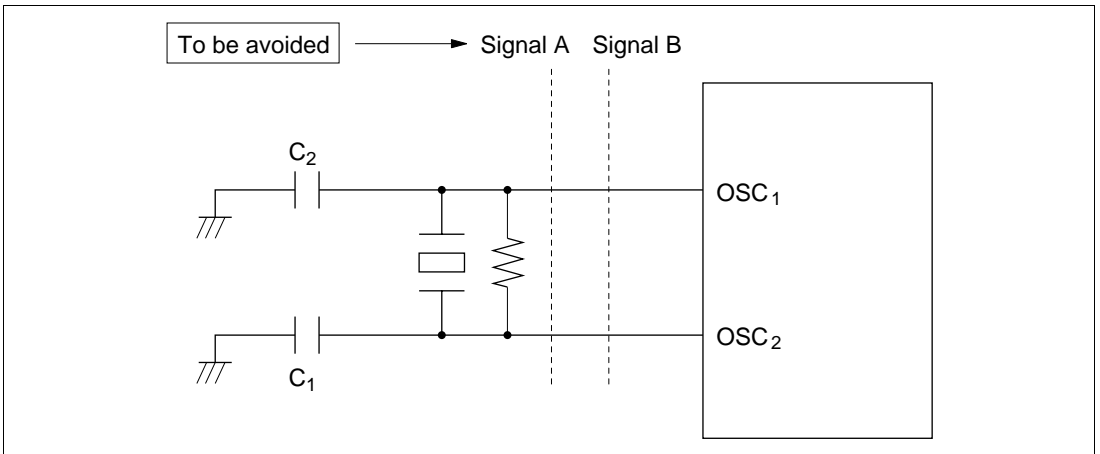 To be avoided Signal A Signal B
C2
OSC1
OSC2
C1